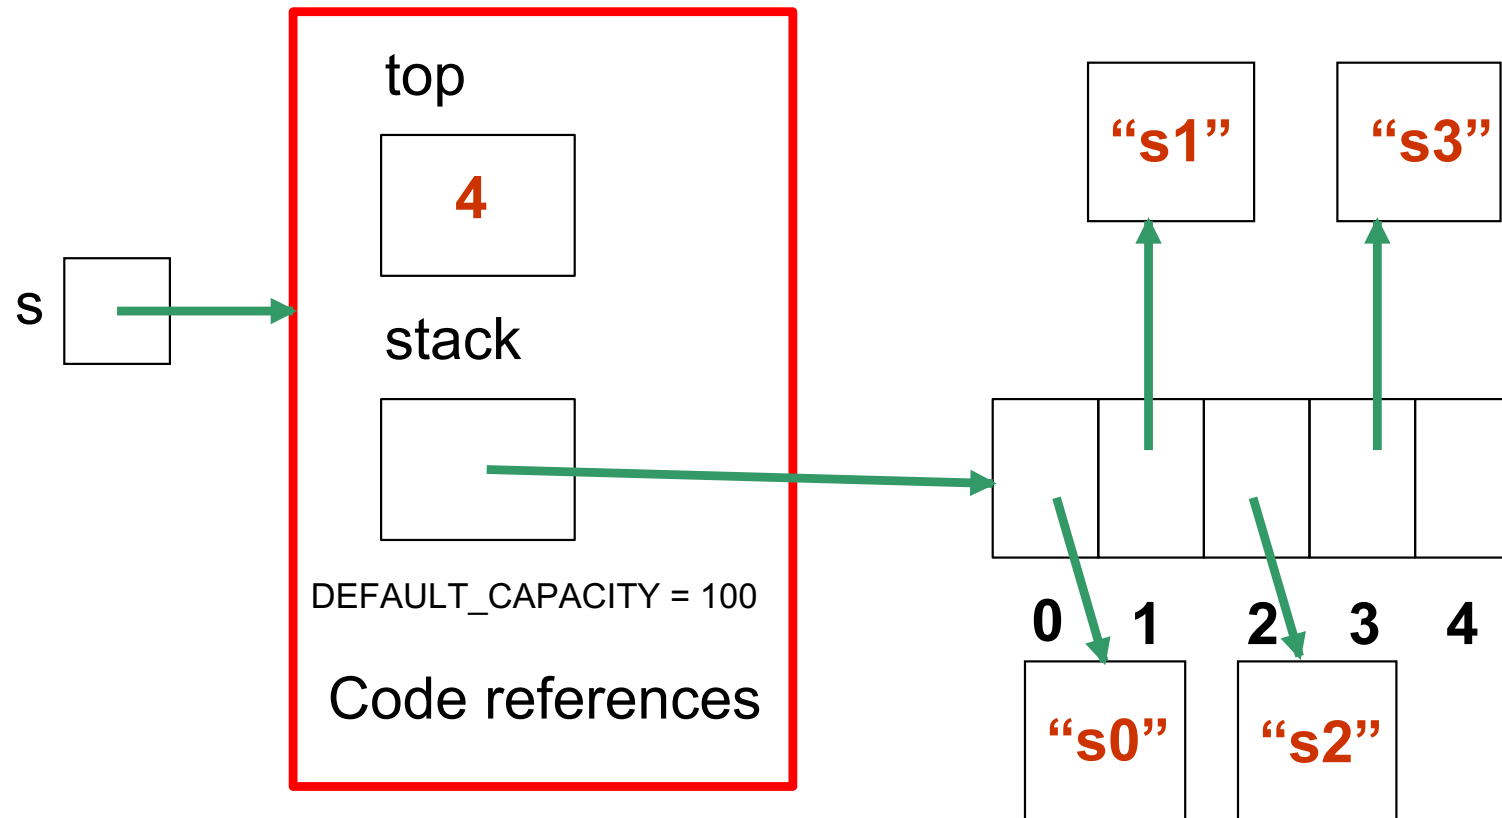 top
4
s
stack
DEFAULT_CAPACITY = 100
Code references
“s1”
“s3”
0 1 2 3 4
“s0”
“s2”